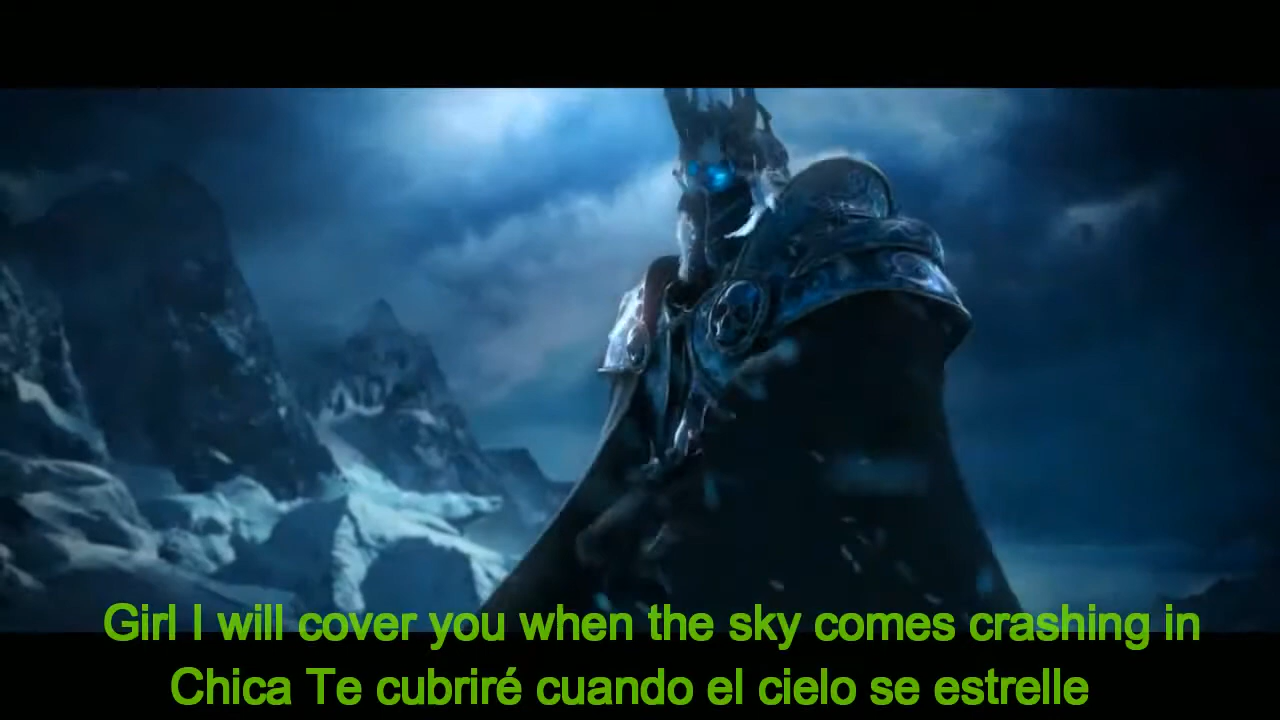 Girl I will cover you when the sky comes crashing in
Chica Te cubriré cuando el cielo se estrelle